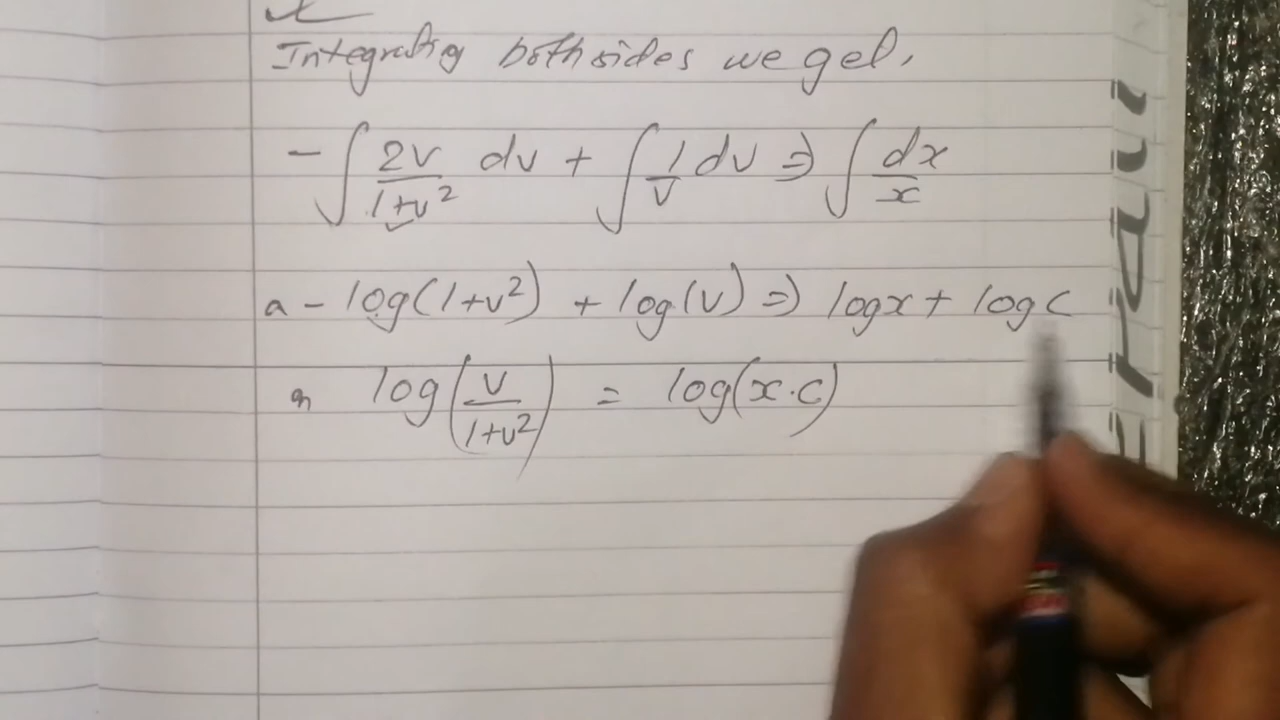 Integrating both sides we get,
- ∫ 2v/(1+v²) dv + ∫ 1/v dv ⇒ ∫ dx/x
a - log(1+v²) + log(v) ⇒ logx + log c
log(v/(1+v²)) = log(x.c)